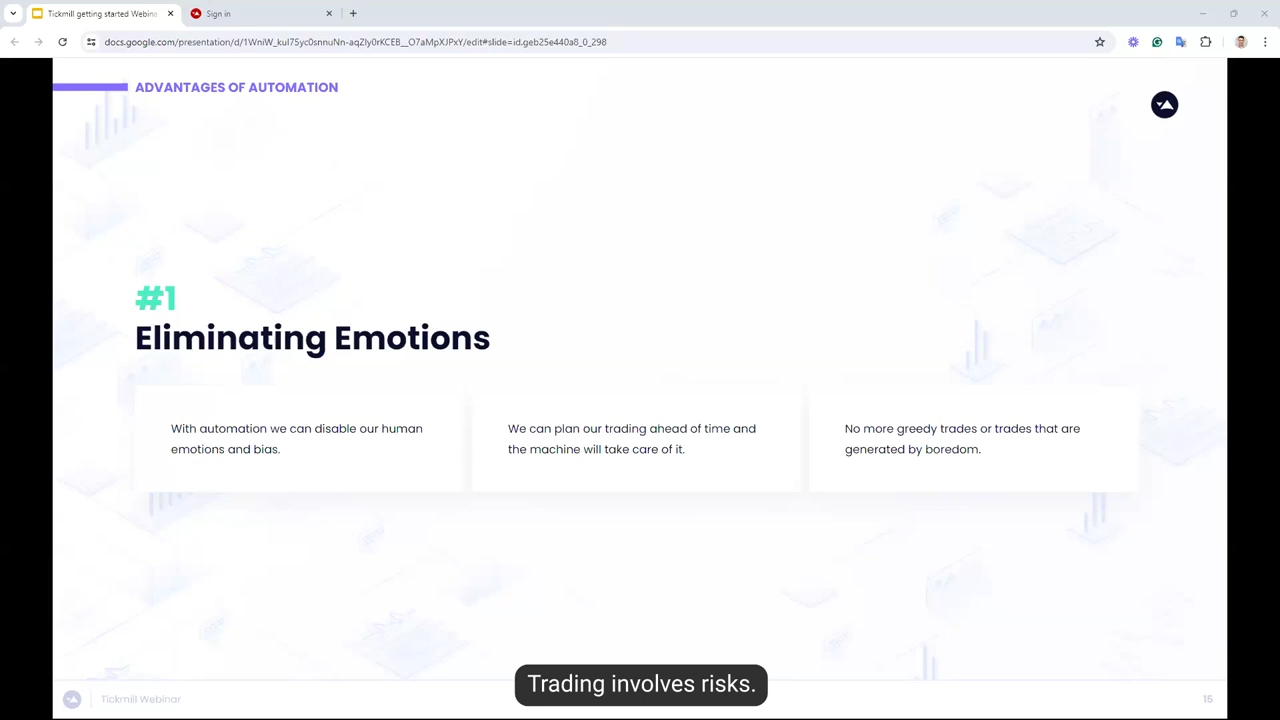 Tickmill getting started Webina
Sign in
docs.google.com/presentation/d/1WniW_kuI75yc0snnuNn-aqZIy0rKCEB__O7aMpXJPxY/edit#slide=id.geb25e440a8_0_298
ADVANTAGES OF AUTOMATION
#1
Eliminating Emotions
With automation we can disable our human
emotions and bias.
We can plan our trading ahead of time and
the machine will take care of it.
No more greedy trades or trades that are
generated by boredom.
Trading involves risks.
Tickmill Webinar
15